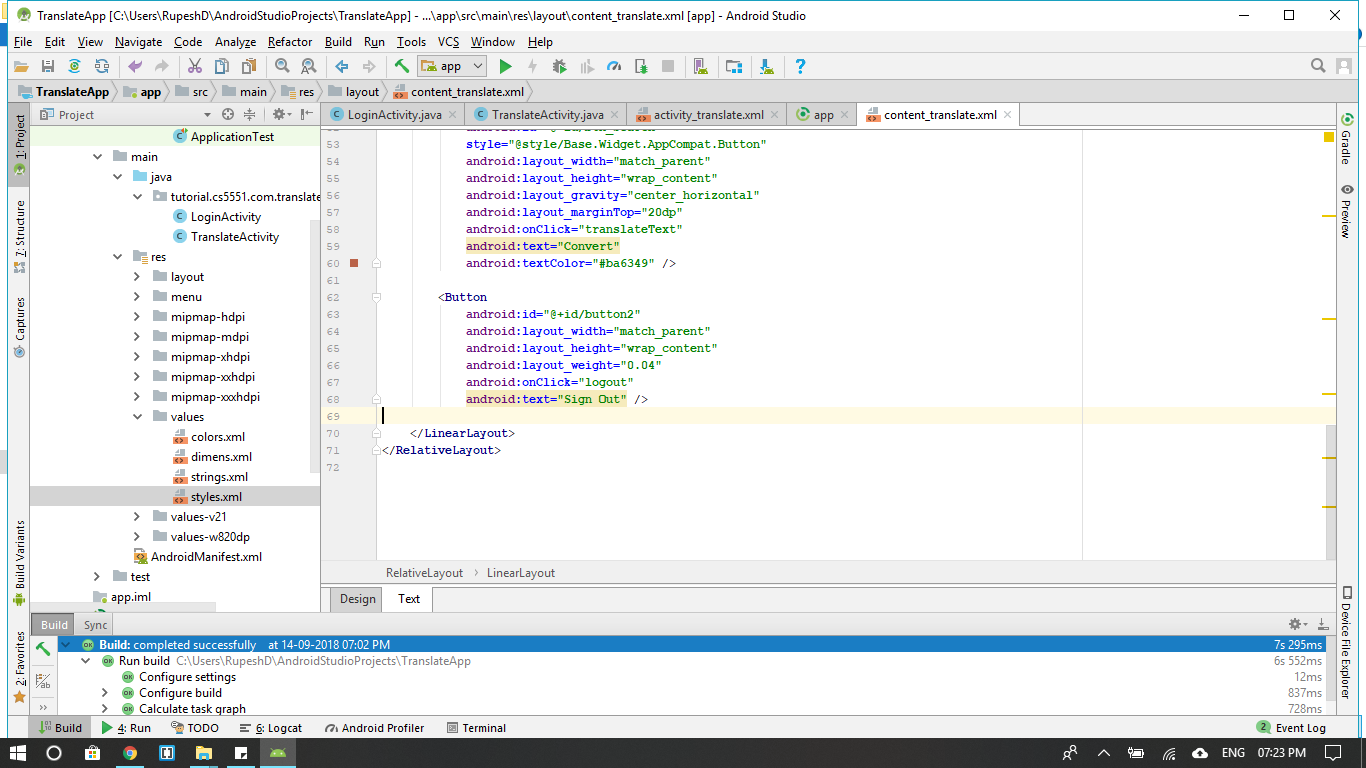 TranslateApp [C:\Users\RupeshD\AndroidStudioProjects\TranslateApp] - ...\app\src\main\res\layout\content_translate.xml [app] - Android Studio
File Edit View Navigate Code Analyze Refactor Build Run Tools VCS Window Help
app
TranslateApp app src main res layout content_translate.xml
Project
LoginActivity.java TranslateActivity.java activity_translate.xml app content_translate.xml
1: Project
7: Structure
Captures
Build Variants
2: Favorites
ApplicationTest
main
java
tutorial.cs5551.com.translate
LoginActivity
TranslateActivity
res
layout
menu
mipmap-hdpi
mipmap-mdpi
mipmap-xhdpi
mipmap-xxhdpi
mipmap-xxxhdpi
values
colors.xml
dimens.xml
strings.xml
styles.xml
values-v21
values-w820dp
AndroidManifest.xml
test
app.iml
53 style="@style/Base.Widget.AppCompat.Button"
54 android:layout_width="match_parent"
55 android:layout_height="wrap_content"
56 android:layout_gravity="center_horizontal"
57 android:layout_marginTop="20dp"
58 android:onClick="translateText"
59 android:text="Convert"
60 android:textColor="#ba6349" />
61
62 <Button
63 android:id="@+id/button2"
64 android:layout_width="match_parent"
65 android:layout_height="wrap_content"
66 android:layout_weight="0.04"
67 android:onClick="logout"
68 android:text="Sign Out" />
69
70 </LinearLayout>
71 </RelativeLayout>
72
RelativeLayout › LinearLayout
Design Text
Gradle
Preview
Device File Explorer
Build Sync
Build: completed successfully at 14-09-2018 07:02 PM 7s 295ms
Run build C:\Users\RupeshD\AndroidStudioProjects\TranslateApp 6s 552ms
Configure settings 12ms
Configure build 837ms
Calculate task graph 728ms
Build 4: Run TODO 6: Logcat Android Profiler Terminal 2 Event Log
ENG 07:23 PM